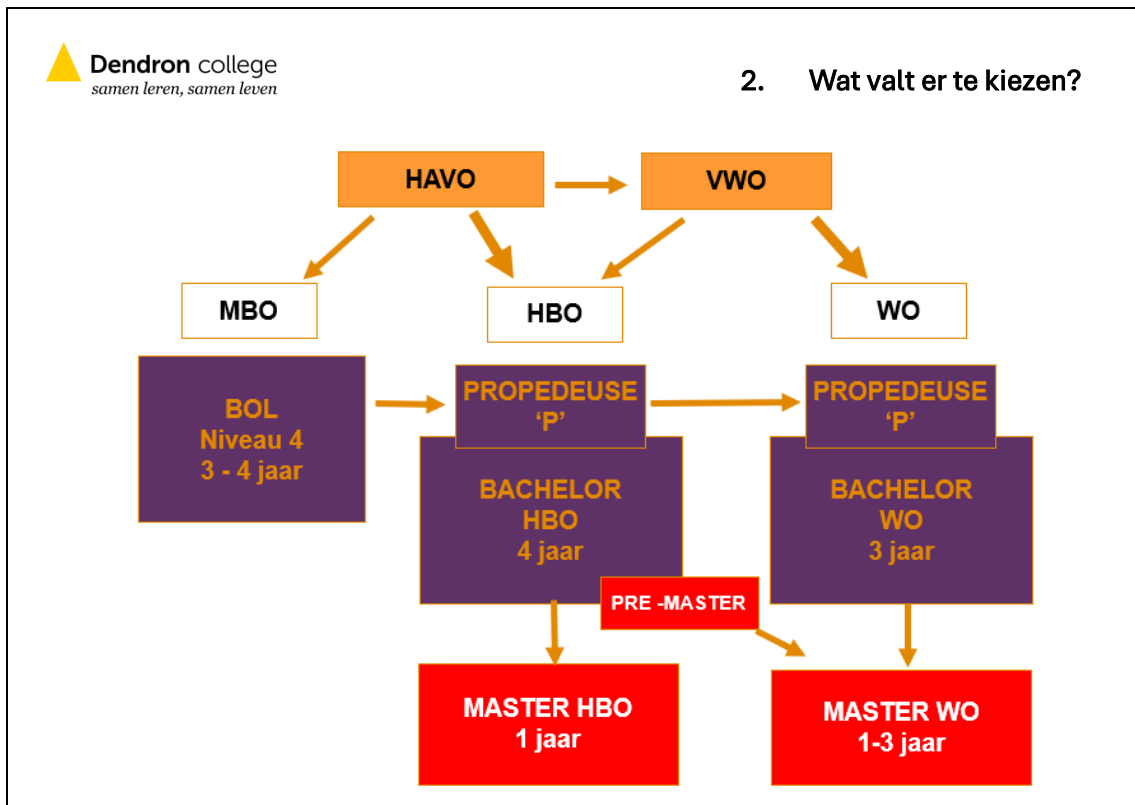 Dendron college
samen leren, samen leven
2. Wat valt er te kiezen?
HAVO
VWO
MBO
HBO
WO
BOL
Niveau 4
3 - 4 jaar
PROPEDEUSE
‘P’
BACHELOR
HBO
4 jaar
PROPEDEUSE
‘P’
BACHELOR
WO
3 jaar
PRE -MASTER
MASTER HBO
1 jaar
MASTER WO
1-3 jaar